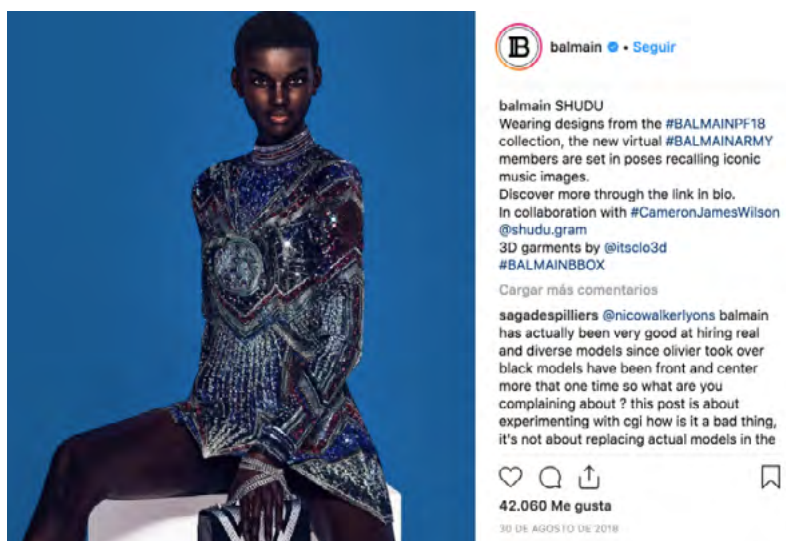 B
balmain • Seguir
balmain SHUDU
Wearing designs from the #BALMAINPF18
collection, the new virtual #BALMAINARMY
members are set in poses recalling iconic
music images.
Discover more through the link in bio.
In collaboration with #CameronJamesWilson
@shudu.gram
3D garments by @itsclo3d
#BALMAINBBOX
Cargar más comentarios
sagadespilliers @nicowalkerlyons balmain
has actually been very good at hiring real
and diverse models since olivier took over
black models have been front and center
more that one time so what are you
complaining about ? this post is about
experimenting with cgi how is it a bad thing,
it's not about replacing actual models in the
42.060 Me gusta
30 DE AGOSTO DE 2018